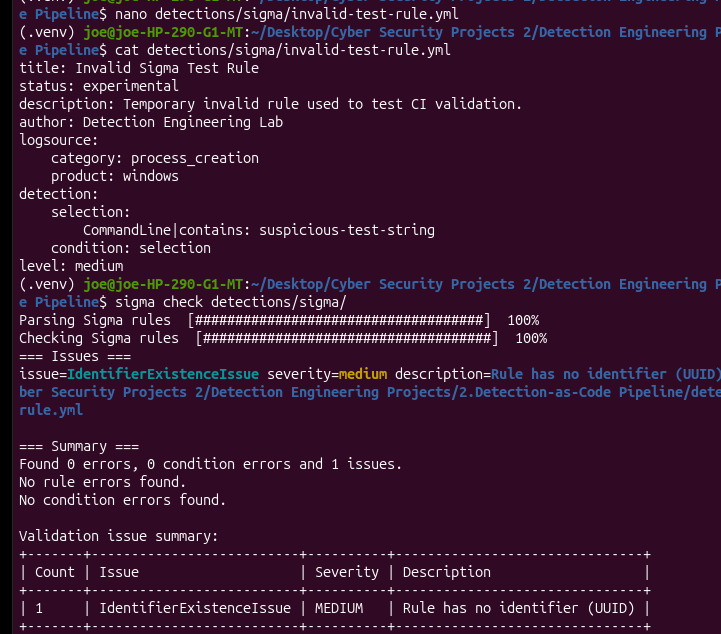 e Pipeline$ nano detections/sigma/invalid-test-rule.yml
(.venv) joe@joe-HP-290-G1-MT:~/Desktop/Cyber Security Projects 2/Detection Engineering P
e Pipeline$ cat detections/sigma/invalid-test-rule.yml
title: Invalid Sigma Test Rule
status: experimental
description: Temporary invalid rule used to test CI validation.
author: Detection Engineering Lab
logsource:
    category: process_creation
    product: windows
detection:
    selection:
        CommandLine|contains: suspicious-test-string
    condition: selection
level: medium
(.venv) joe@joe-HP-290-G1-MT:~/Desktop/Cyber Security Projects 2/Detection Engineering P
e Pipeline$ sigma check detections/sigma/
Parsing Sigma rules  [####################################]  100%
Checking Sigma rules  [####################################]  100%
=== Issues ===
issue=IdentifierExistenceIssue severity=medium description=Rule has no identifier (UUID)
ber Security Projects 2/Detection Engineering Projects/2.Detection-as-Code Pipeline/dete
rule.yml

=== Summary ===
Found 0 errors, 0 condition errors and 1 issues.
No rule errors found.
No condition errors found.

Validation issue summary:
+-------+--------------------------+----------+-------------------------------+
| Count | Issue                    | Severity | Description                   |
+-------+--------------------------+----------+-------------------------------+
| 1     | IdentifierExistenceIssue | MEDIUM   | Rule has no identifier (UUID) |
+-------+--------------------------+----------+-------------------------------+